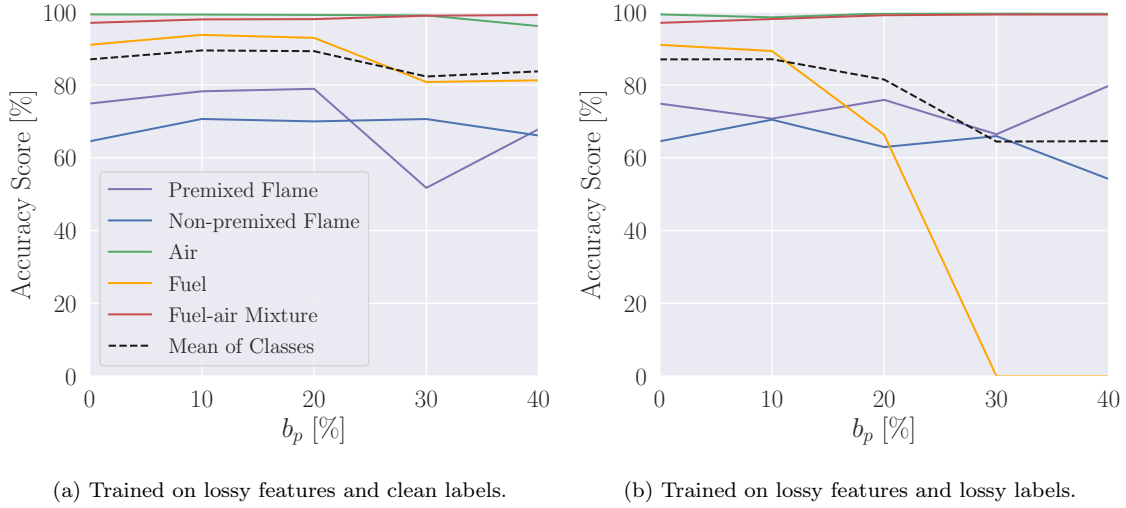 100
80
60
40
20
0
Accuracy Score [%]
Premixed Flame
Non-premixed Flame
Air
Fuel
Fuel-air Mixture
Mean of Classes
0 10 20 30 40
b_p [%]
(a) Trained on lossy features and clean labels.
100
80
60
40
20
0
Accuracy Score [%]
0 10 20 30 40
b_p [%]
(b) Trained on lossy features and lossy labels.